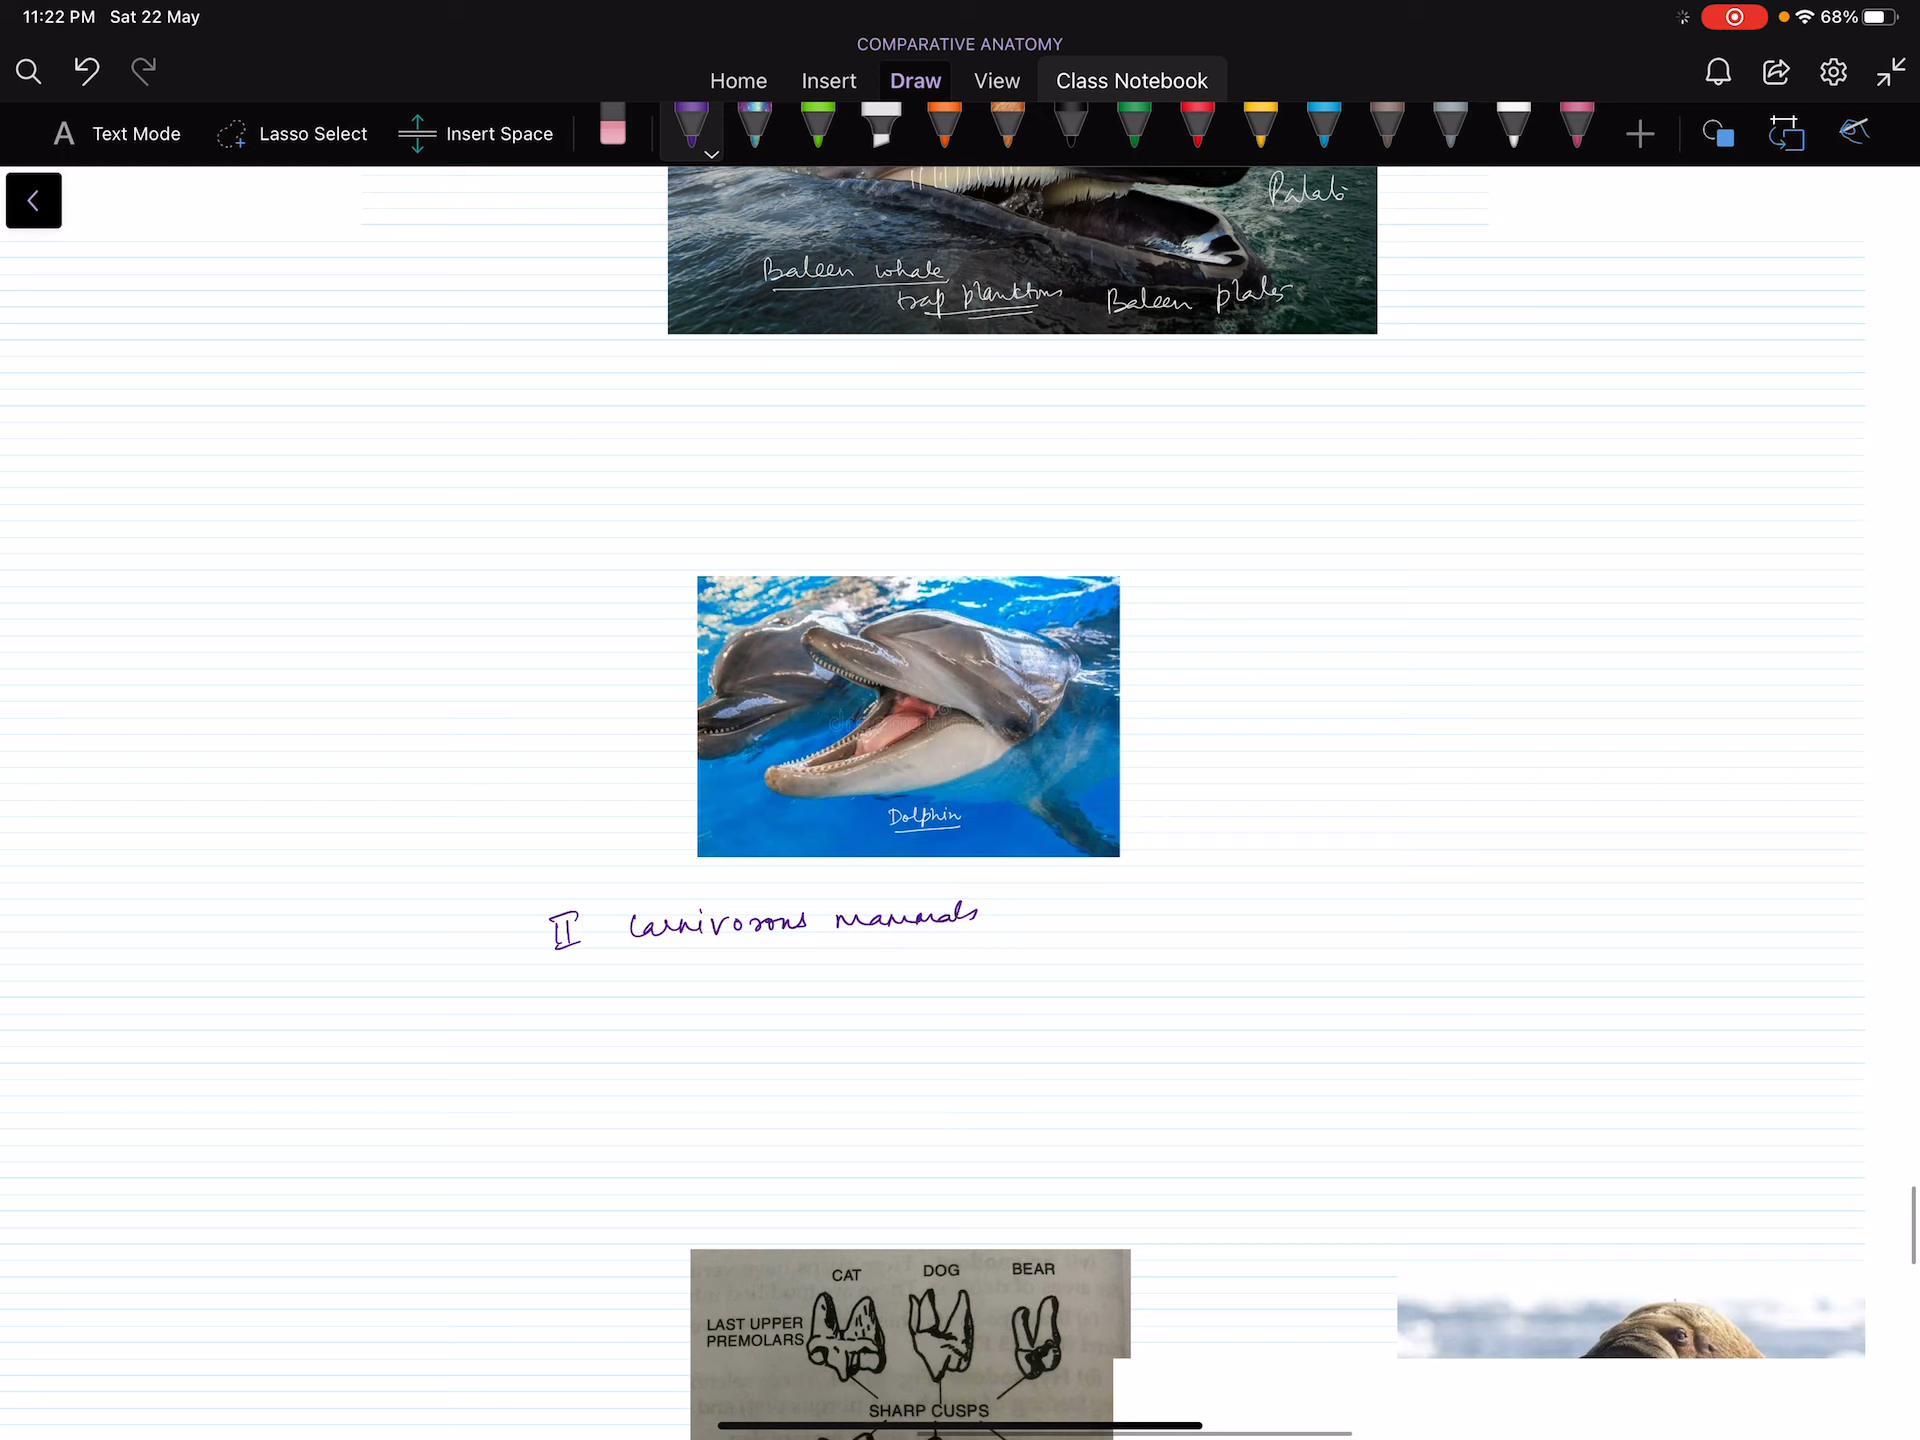 11:22 PM Sat 22 May
68%
COMPARATIVE ANATOMY
Home Insert Draw View Class Notebook
A Text Mode Lasso Select Insert Space
Baleen whale
trap planktons
Baleen plates
Dolphin
II Carnivorous mammals
CAT DOG BEAR
LAST UPPER
PREMOLARS
SHARP CUSPS